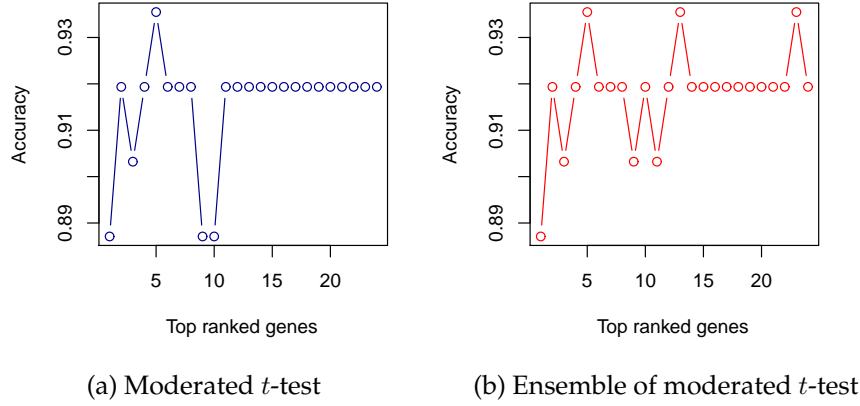 Accuracy
0.93
0.91
0.89
5
10
15
20
Top ranked genes
(a) Moderated t-test
Accuracy
0.93
0.91
0.89
5
10
15
20
Top ranked genes
(b) Ensemble of moderated t-test